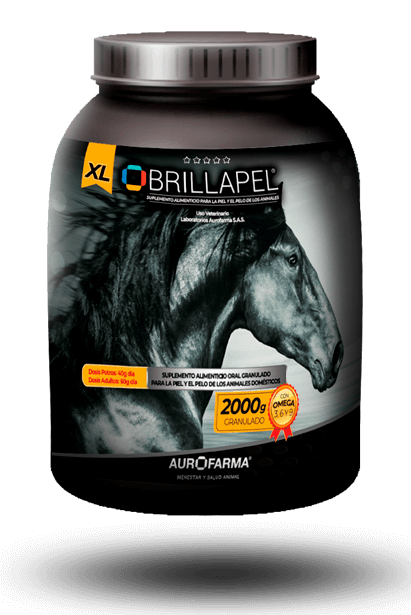 XL
BRILLAPEL®
SUPLEMENTO ALIMENTICIO PARA LA PIEL Y EL PELO DE LOS ANIMALES
Uso Veterinario
Laboratorios Aurofarma S.A.S.
Dosis Potros: 40g día
Dosis Adultos: 60g día
SUPLEMENTO ALIMENTICIO ORAL GRANULADO
PARA LA PIEL Y EL PELO DE LOS ANIMALES DOMÉSTICOS
2000g
GRANULADO
CON
OMEGA
3,6 Y 9
AUROFARMA®
BIENESTAR Y SALUD ANIMAL